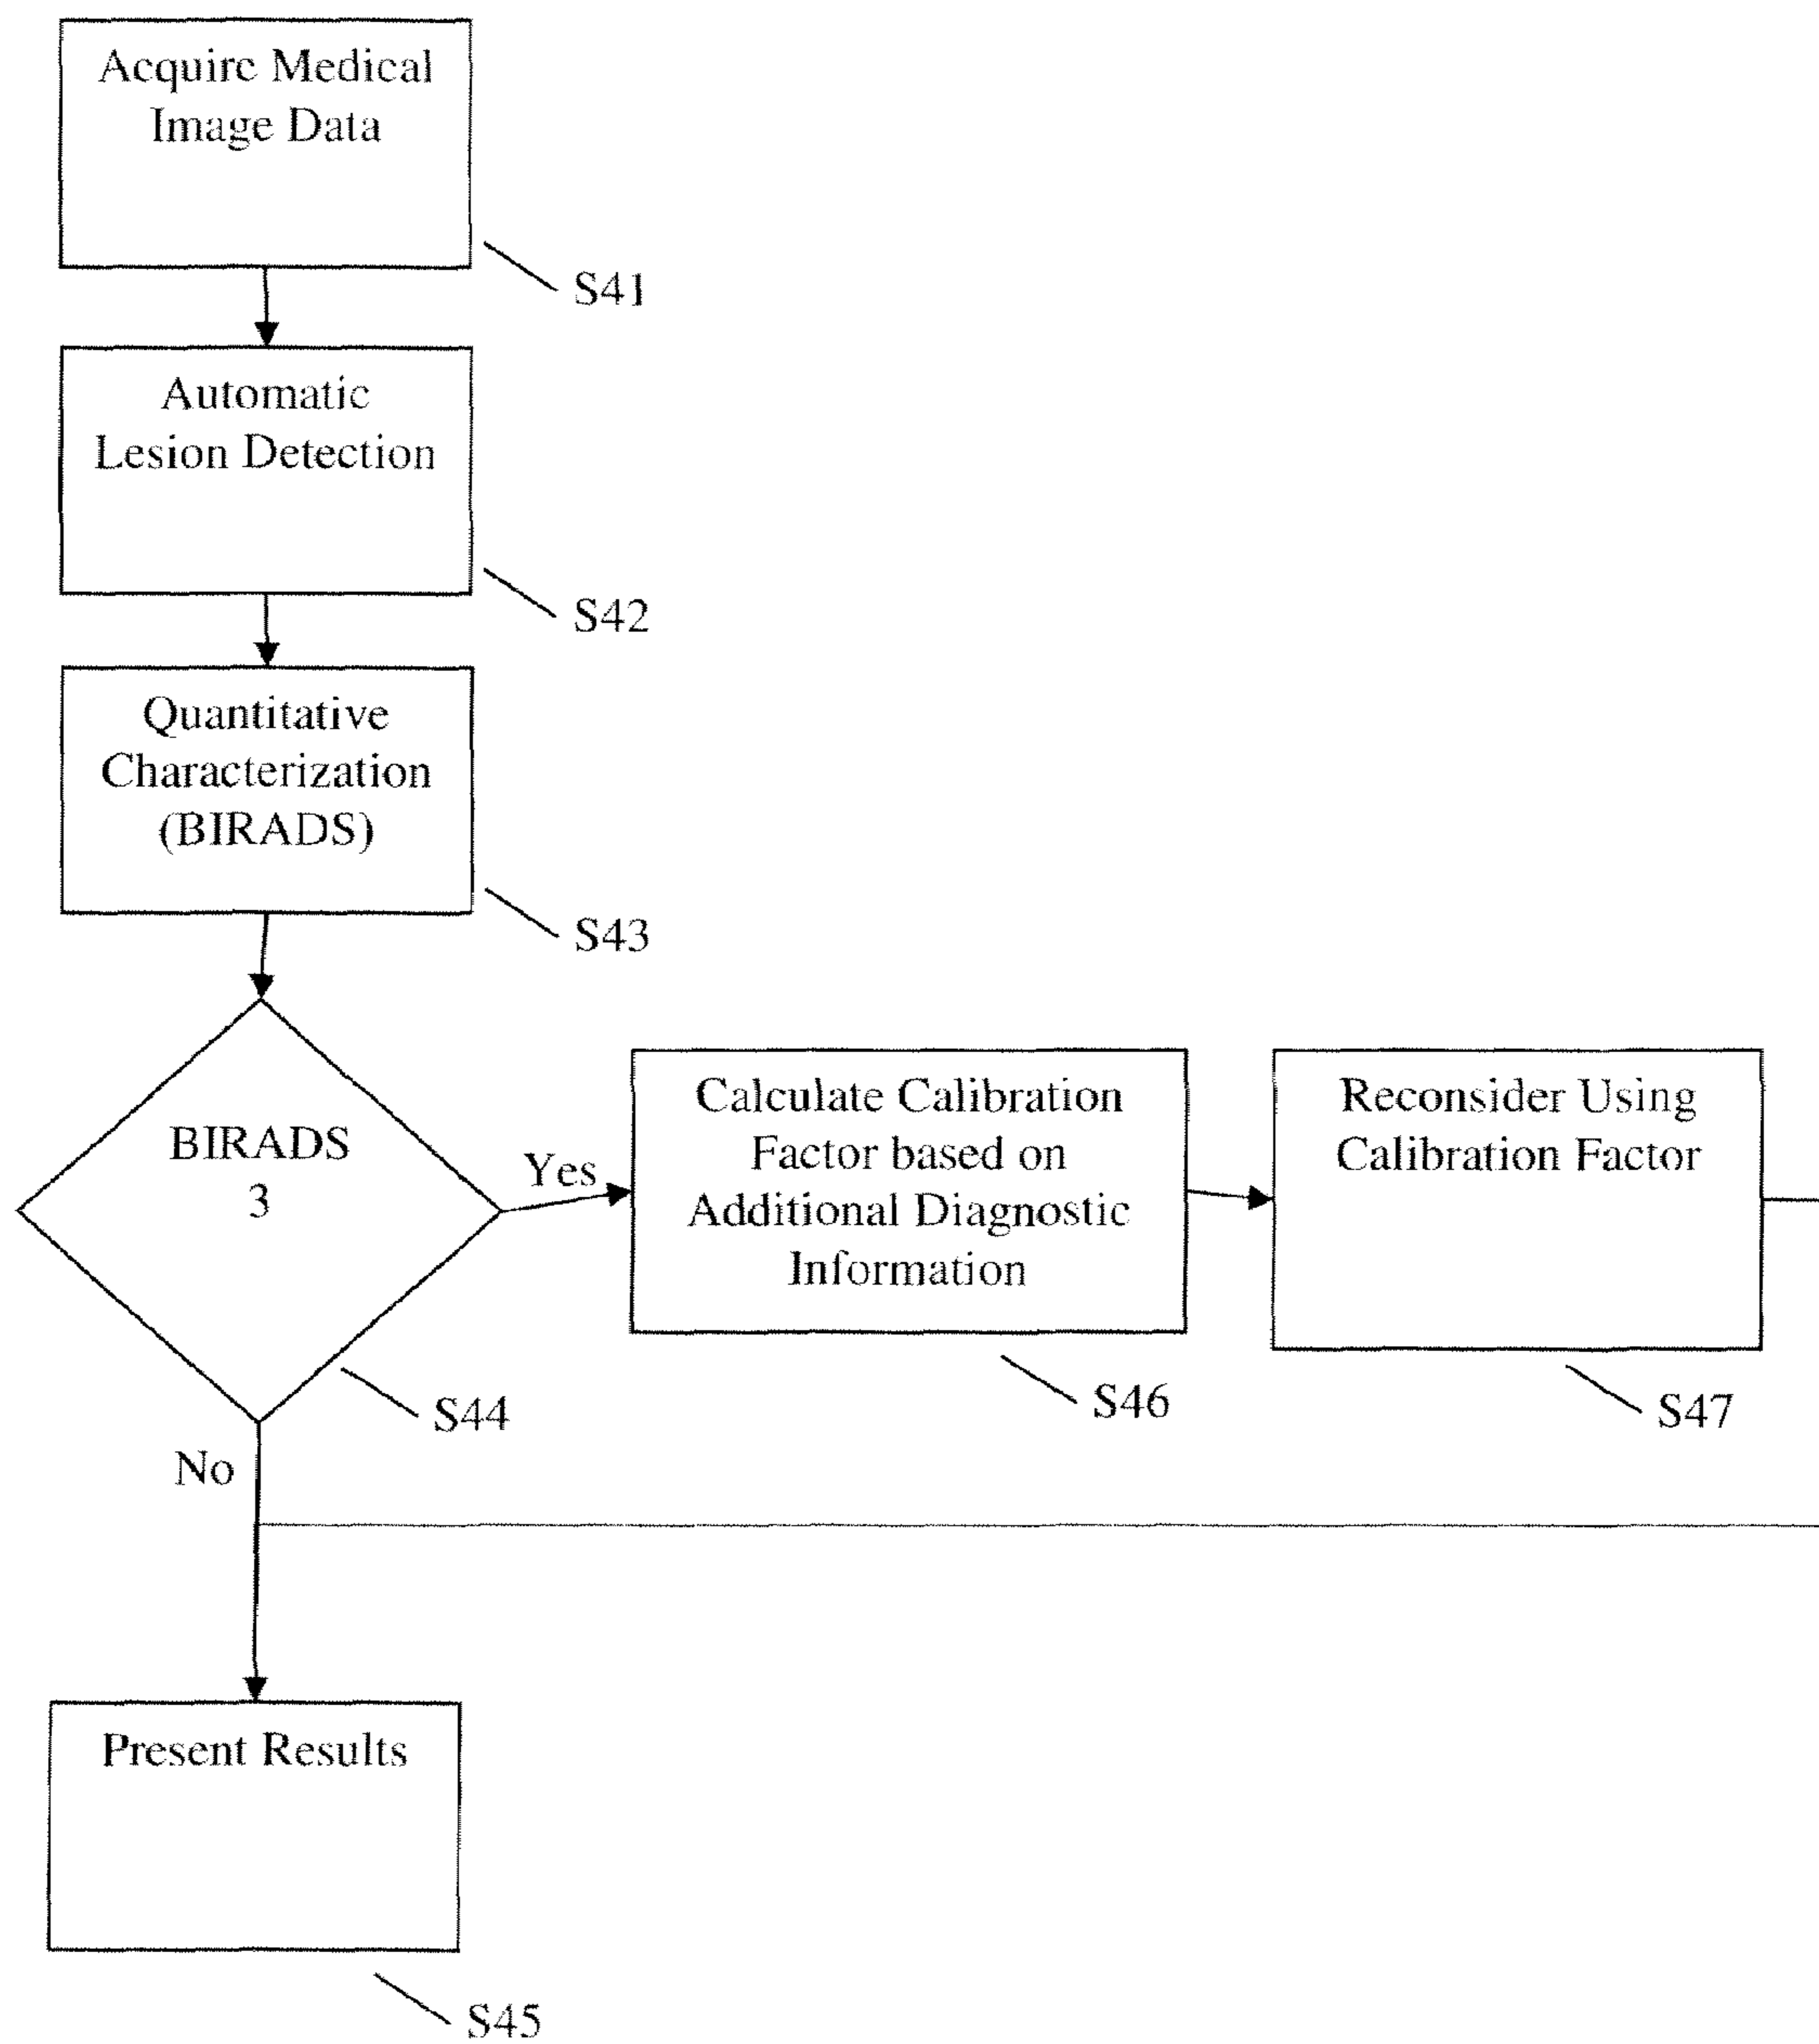 Acquire Medical
Image Data
S41
Automatic
Lesion Detection
S42
Quantitative
Characterization
(BIRADS)
S43
BIRADS
3
S44
Yes
Calculate Calibration
Factor based on
Additional Diagnostic
Information
S46
Reconsider Using
Calibration Factor
S47
No
Present Results
S45